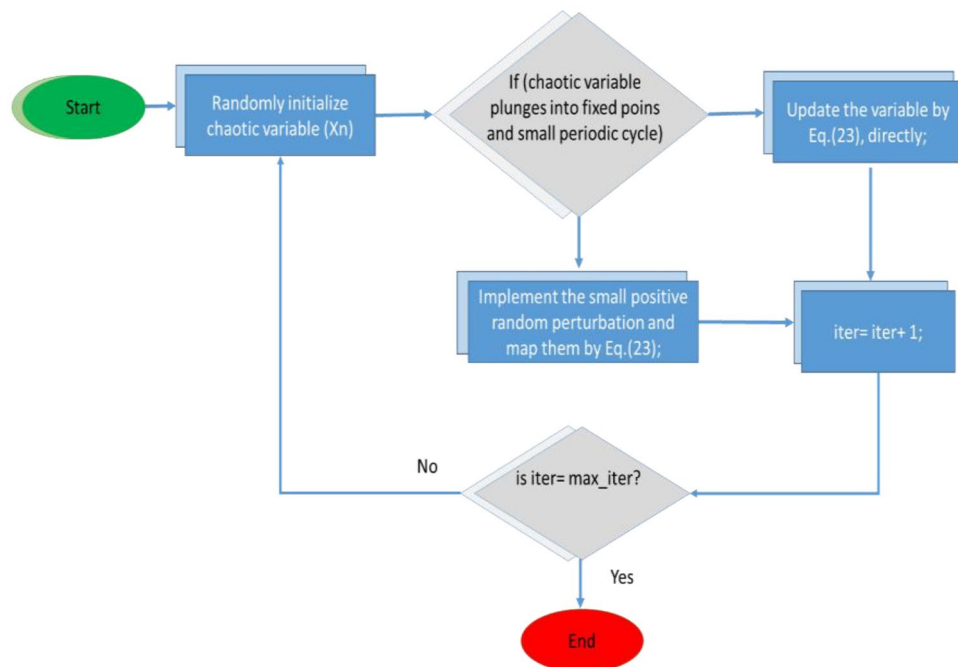 Start
Randomly initialize
chaotic variable (Xn)
If (chaotic variable
plunges into fixed poins
and small periodic cycle)
Update the variable by
Eq.(23), directly;
Implement the small positive
random perturbation and
map them by Eq.(23);
iter= iter+ 1;
is iter= max_iter?
No
Yes
End